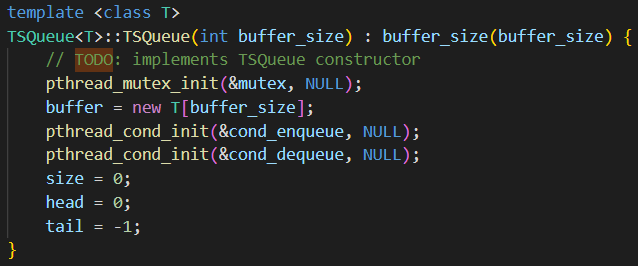 template <class T>
TSQueue<T>::TSQueue(int buffer_size) : buffer_size(buffer_size) {
    // TODO: implements TSQueue constructor
    pthread_mutex_init(&mutex, NULL);
    buffer = new T[buffer_size];
    pthread_cond_init(&cond_enqueue, NULL);
    pthread_cond_init(&cond_dequeue, NULL);
    size = 0;
    head = 0;
    tail = -1;
}